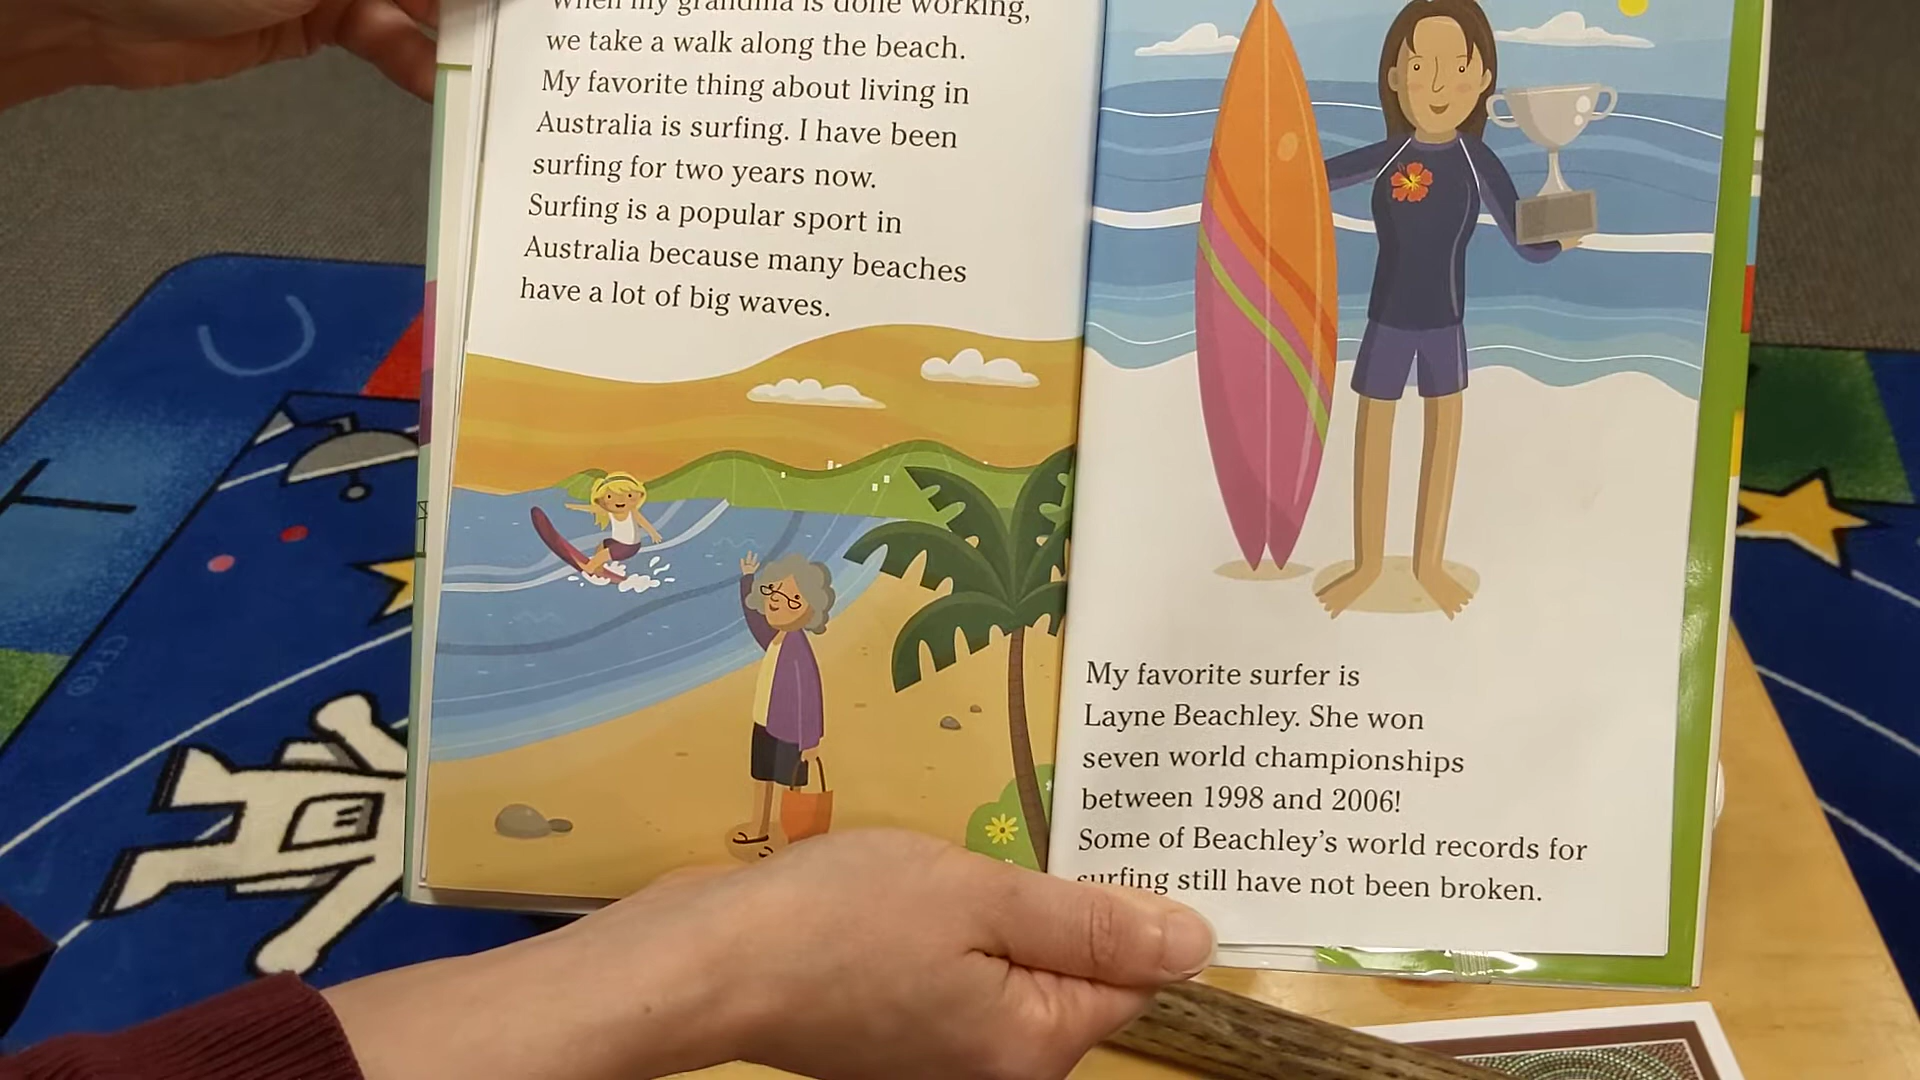 When my grandma is done working,
we take a walk along the beach.
My favorite thing about living in
Australia is surfing. I have been
surfing for two years now.
Surfing is a popular sport in
Australia because many beaches
have a lot of big waves.
My favorite surfer is
Layne Beachley. She won
seven world championships
between 1998 and 2006!
Some of Beachley's world records for
surfing still have not been broken.